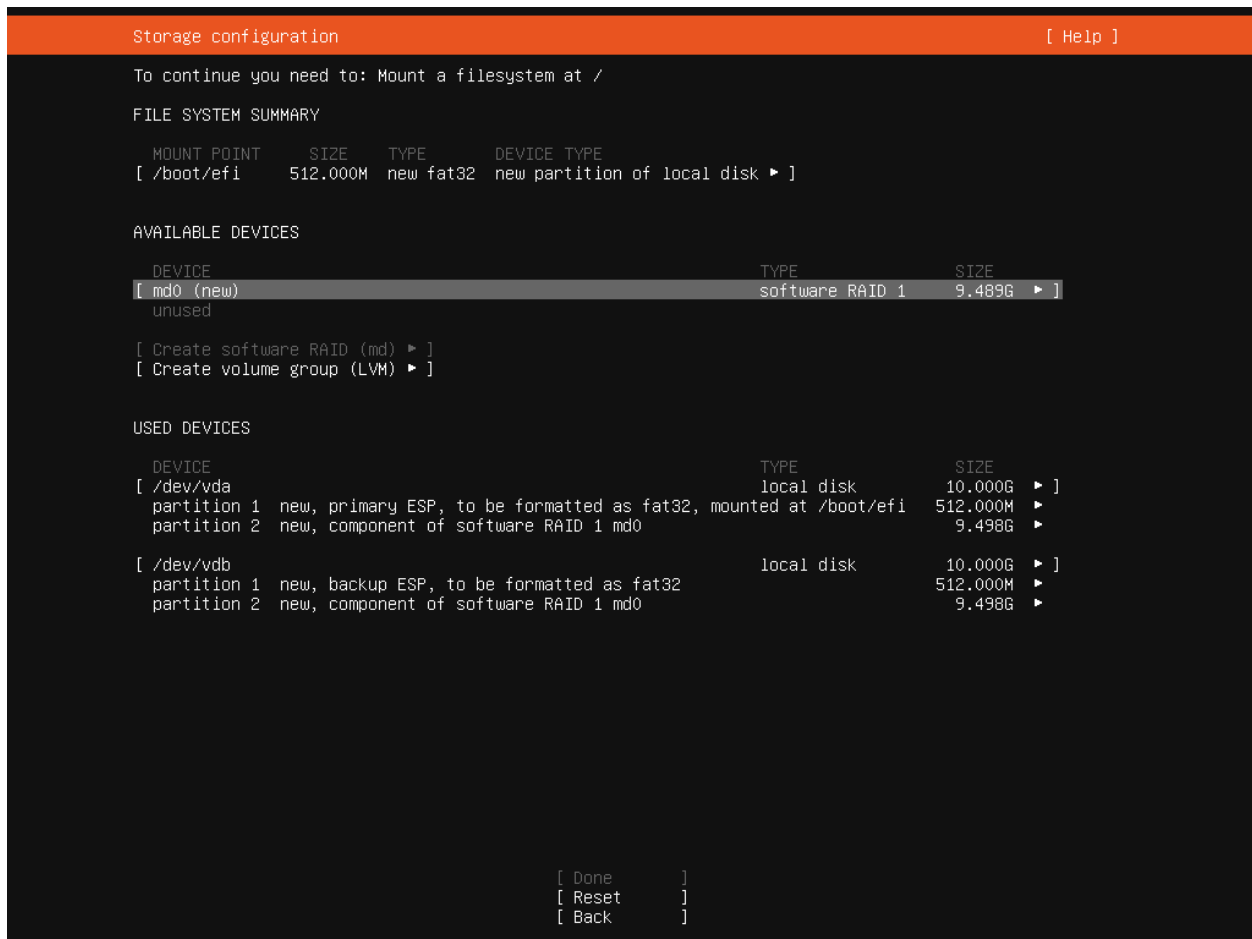 Storage configuration [ Help ]
To continue you need to: Mount a filesystem at /
FILE SYSTEM SUMMARY
MOUNT POINT SIZE TYPE DEVICE TYPE
[ /boot/efi 512.000M new fat32 new partition of local disk ▸ ]
AVAILABLE DEVICES
DEVICE TYPE SIZE
[ md0 (new) software RAID 1 9.489G ▸ ]
unused
[ Create software RAID (md) ▸ ]
[ Create volume group (LVM) ▸ ]
USED DEVICES
DEVICE TYPE SIZE
[ /dev/vda local disk 10.000G ▸ ]
partition 1 new, primary ESP, to be formatted as fat32, mounted at /boot/efi 512.000M ▸
partition 2 new, component of software RAID 1 md0 9.498G ▸
[ /dev/vdb local disk 10.000G ▸ ]
partition 1 new, backup ESP, to be formatted as fat32 512.000M ▸
partition 2 new, component of software RAID 1 md0 9.498G ▸
[ Done ]
[ Reset ]
[ Back ]